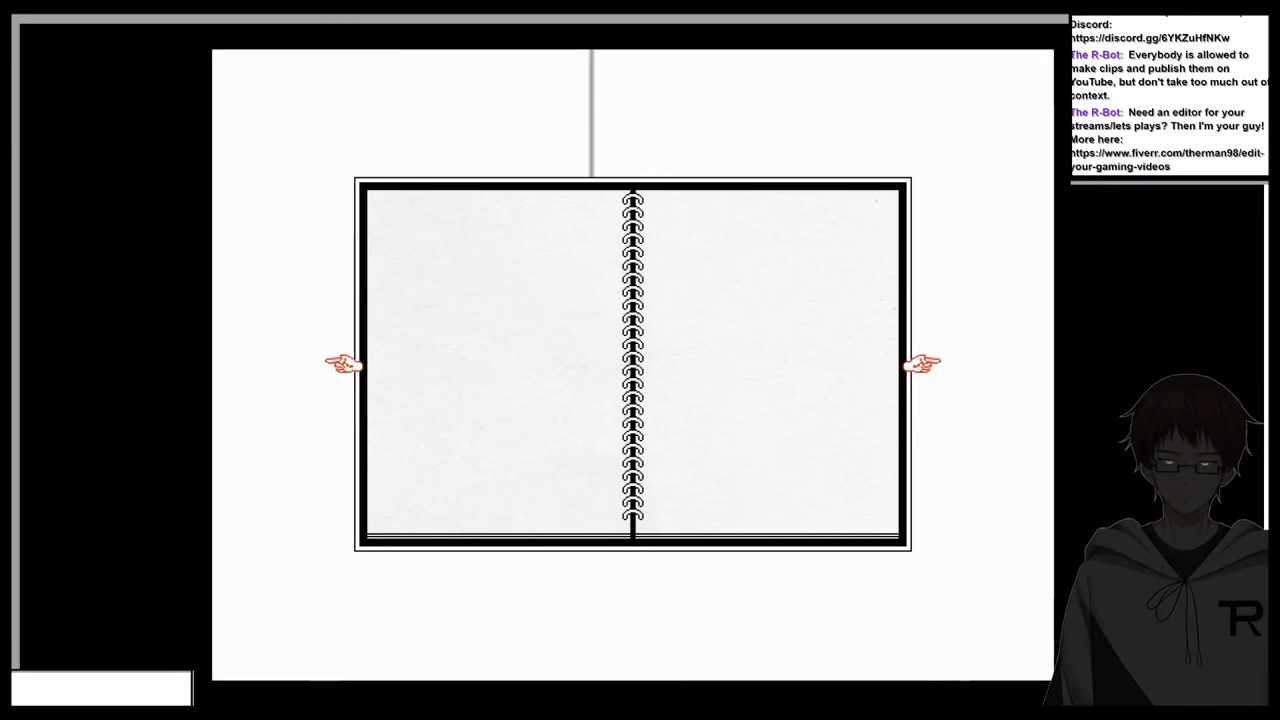 Discord:
https://discord.gg/6YKZuHfNKw
The R-Bot: Everybody is allowed to
make clips and publish them on
YouTube, but don't take too much out of
context.
The R-Bot: Need an editor for your
streams/lets plays? Then I'm your guy!
More here:
https://www.fiverr.com/therman98/edit-
your-gaming-videos
TR